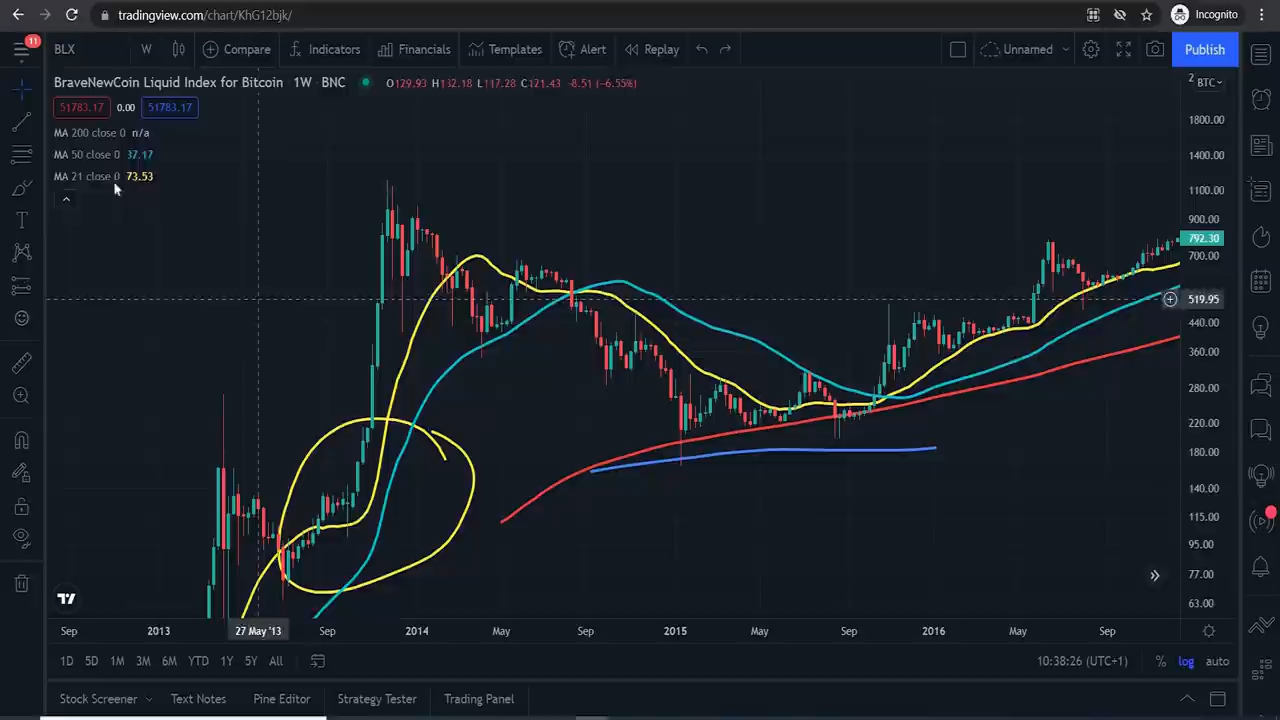 tradingview.com/chart/KhG12bjk/
Incognito
11
BLX W Compare Indicators Financials Templates Alert Replay Unnamed Publish
BraveNewCoin Liquid Index for Bitcoin 1W BNC O129.93 H132.18 L117.28 C121.43 -8.51 (-6.55%)
2 BTC
51783.17 0.00 51783.17
MA 200 close 0 n/a
MA 50 close 0 37.17
MA 21 close 0 73.53
1800.00
1400.00
1100.00
900.00
792.30
700.00
519.95
440.00
360.00
280.00
220.00
180.00
140.00
115.00
95.00
77.00
63.00
Sep 2013 27 May '13 Sep 2014 May Sep 2015 May Sep 2016 May Sep
1D 5D 1M 3M 6M YTD 1Y 5Y All 10:38:26 (UTC+1) % log auto
Stock Screener Text Notes Pine Editor Strategy Tester Trading Panel